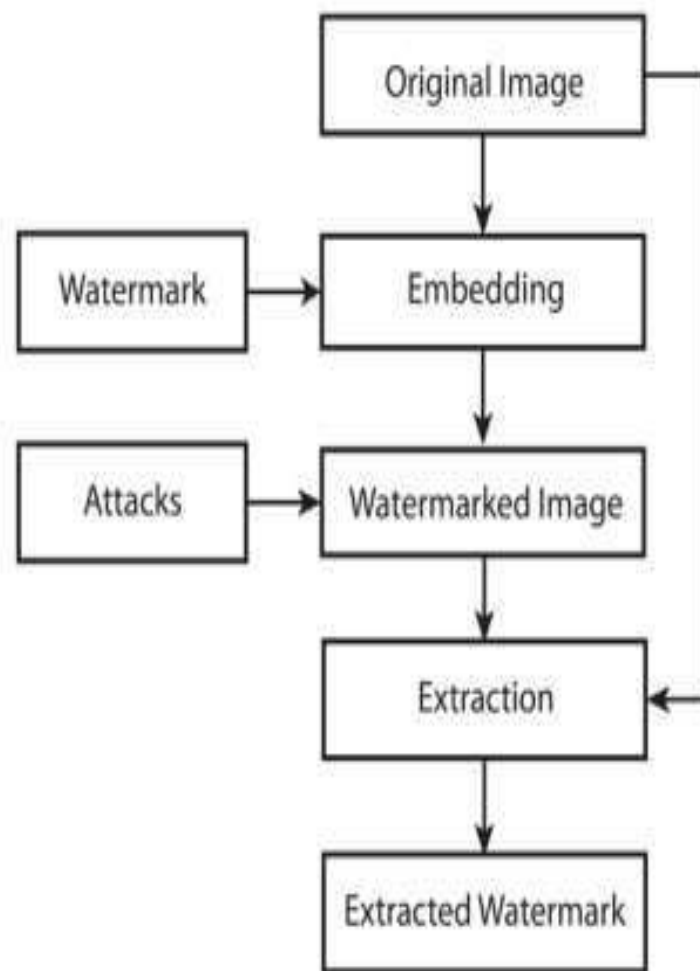 Original Image
Watermark
Embedding
Attacks
Watermarked Image
Extraction
Extracted Watermark